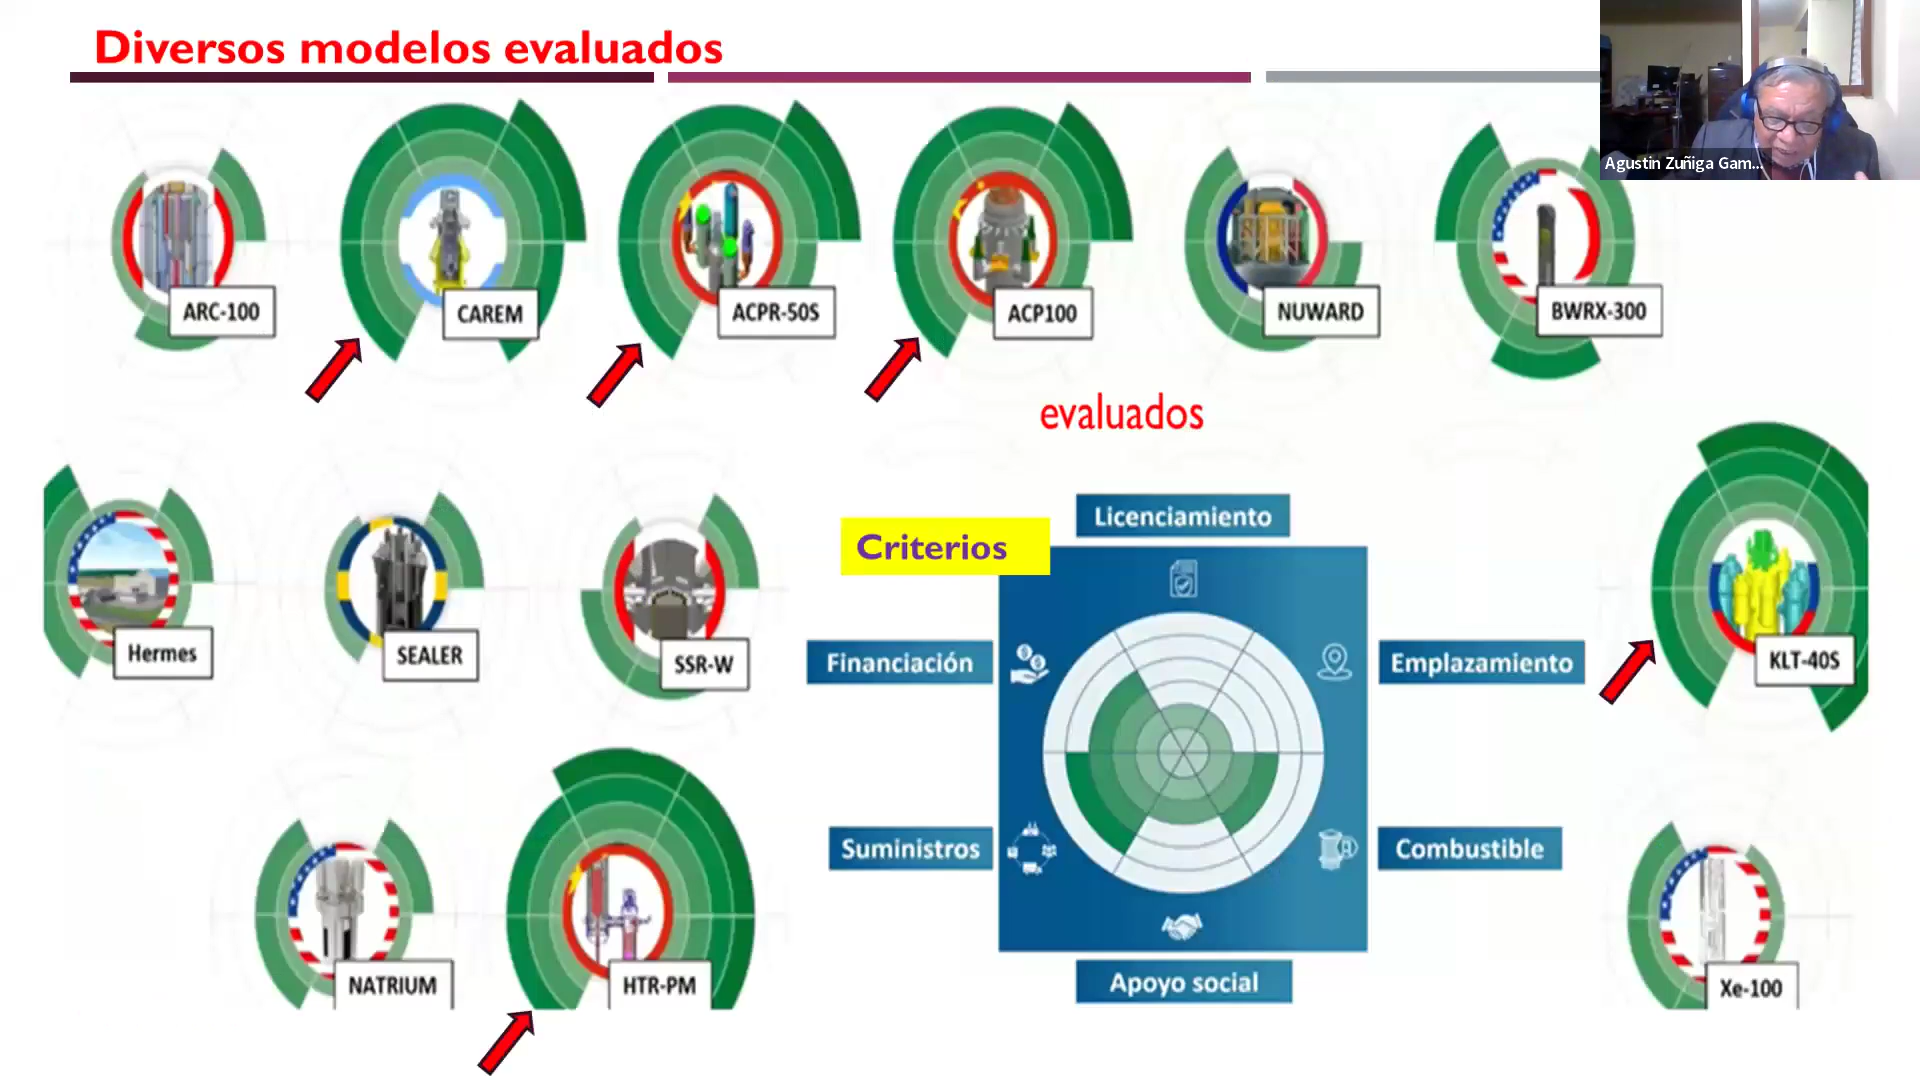 Diversos modelos evaluados
Agustin Zuñiga Gam...
ARC-100
CAREM
ACPR-50S
ACP100
NUWARD
BWRX-300
evaluados
Licenciamiento
Criterios
Hermes
SEALER
SSR-W
Financiación
Emplazamiento
KLT-40S
Suministros
Combustible
NATRIUM
HTR-PM
Apoyo social
Xe-100